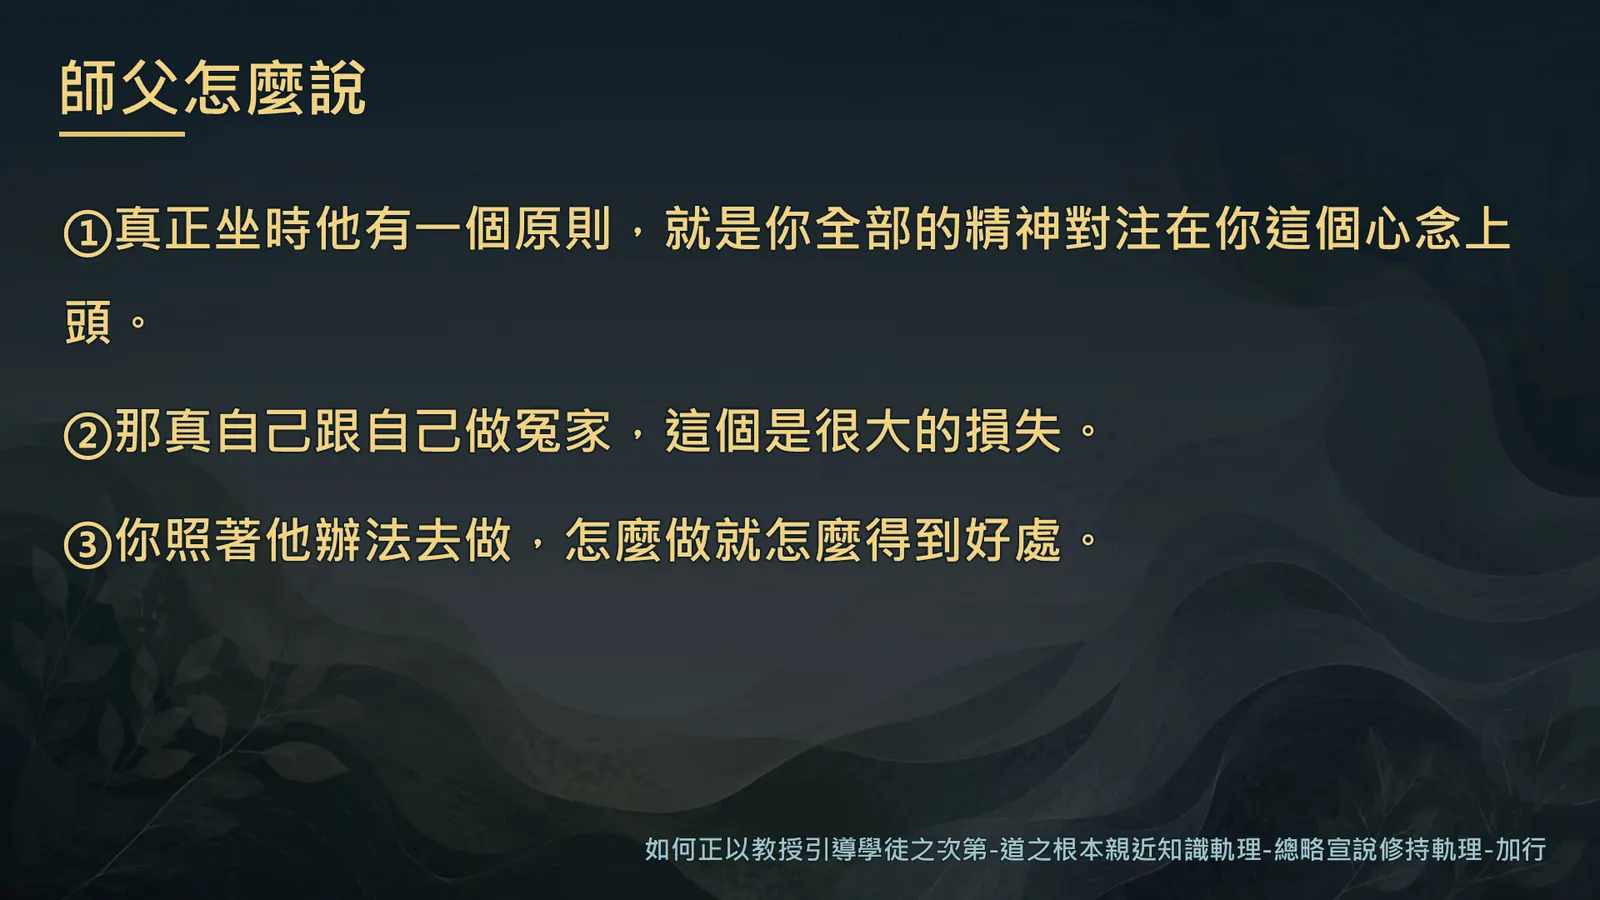 師父怎麼說
①真正坐時他有一個原則，就是你全部的精神對注在你這個心念上
頭。
②那真自己跟自己做冤家，這個是很大的損失。
③你照著他辦法去做，怎麼做就怎麼得到好處。
如何正以教授引導學徒之次第-道之根本親近知識軌理-總略宣說修持軌理-加行